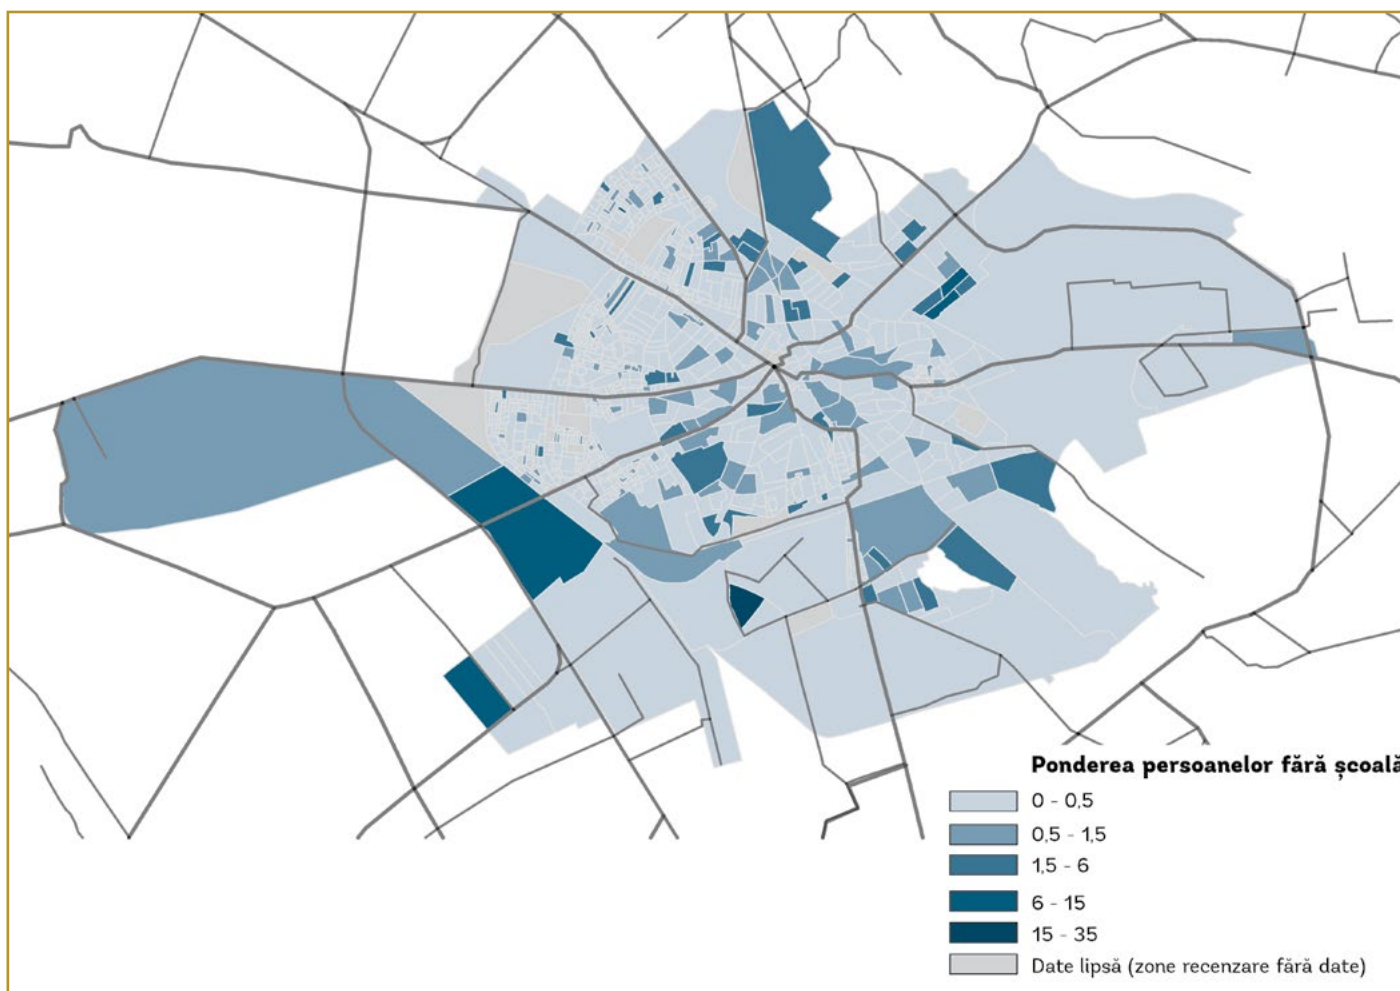 Ponderea persoanelor fără școală
0 - 0,5
0,5 - 1,5
1,5 - 6
6 - 15
15 - 35
Date lipsă (zone recenzare fără date)